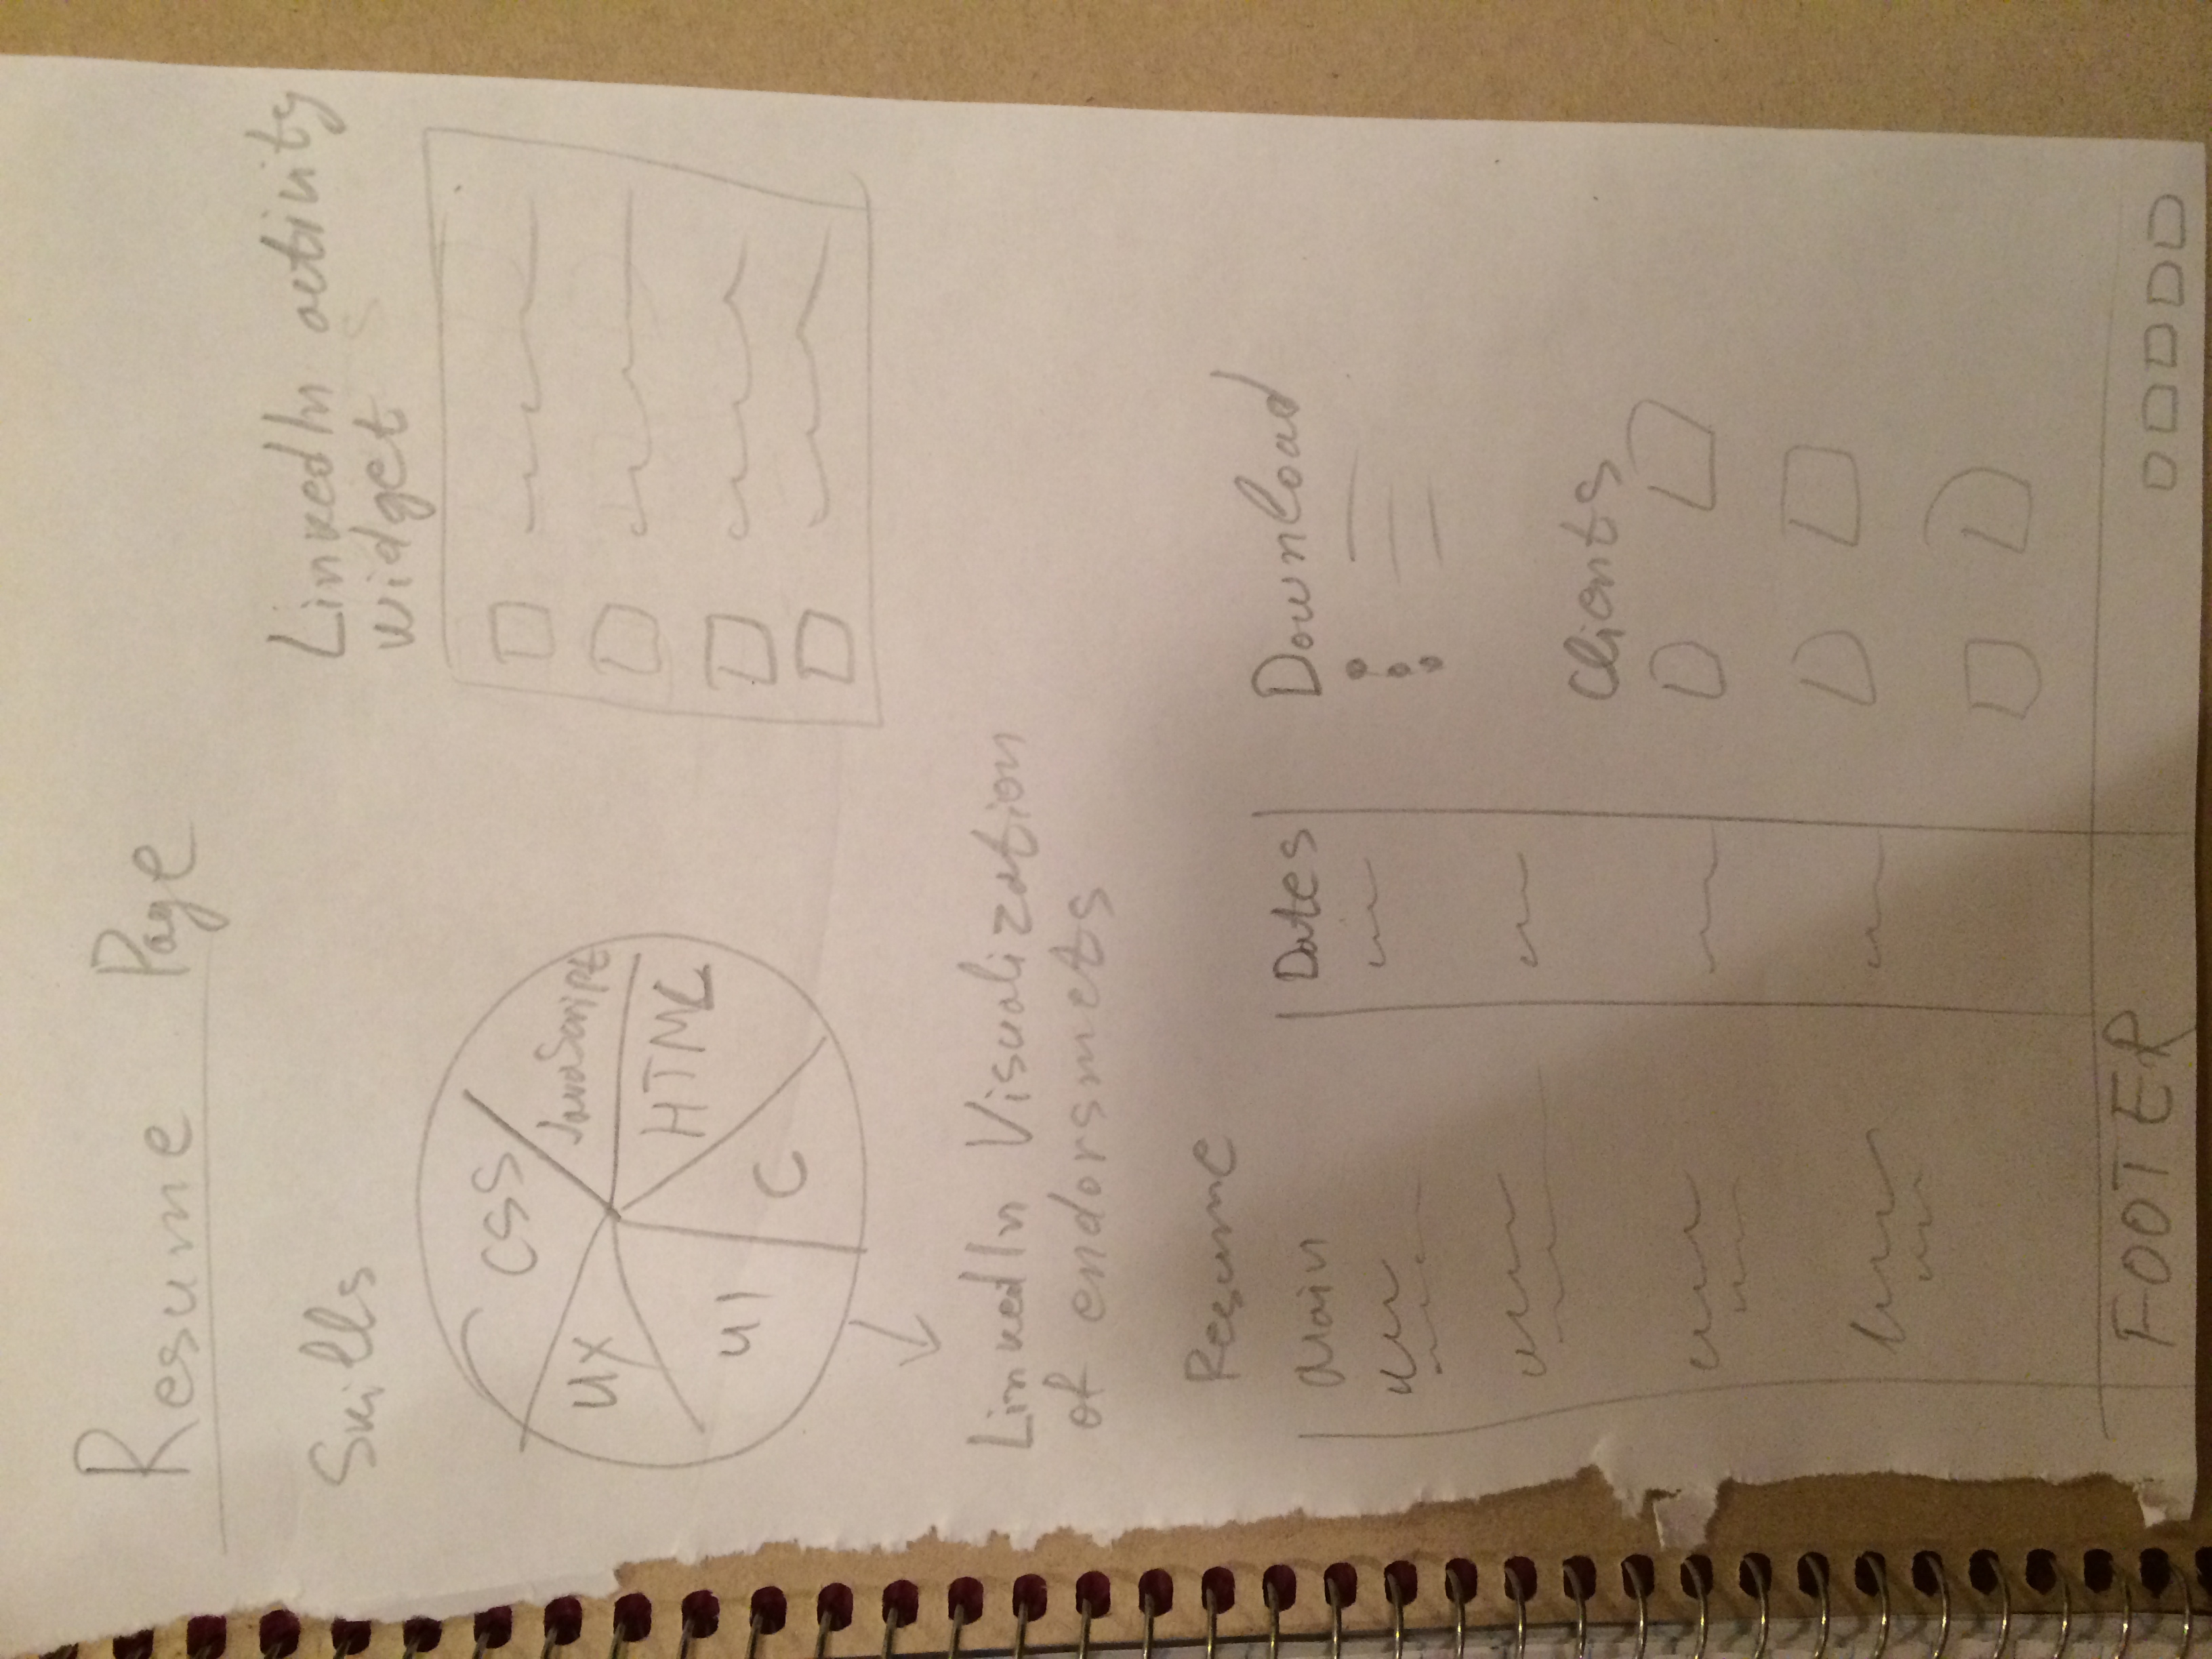 Resume Page
Skills
LinkedIn activity
widget
CSS
JavaScript
UX
HTML
UI
C
LinkedIn Visualization
of endorsmets
Resume
Main
Dates
Download
Clients
FOOTER